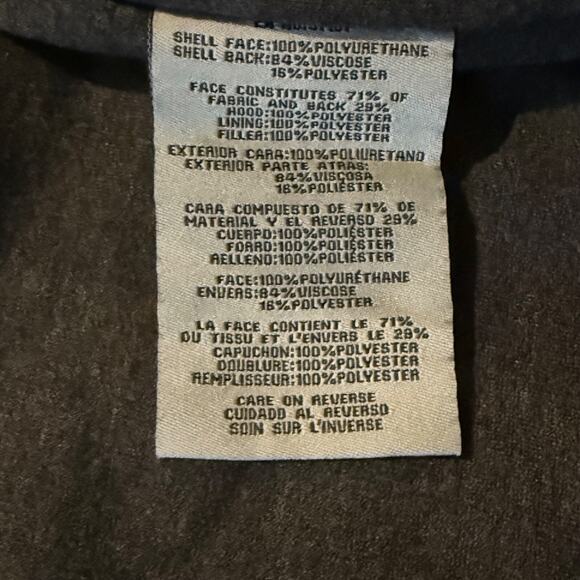 SHELL FACE:100%POLYURETHANE
SHELL BACK:84%VISCOSE
16%POLYESTER
FACE CONSTITUTES 71% OF
FABRIC AND BACK 29%
HOOD:100%POLYESTER
LINING:100%POLYESTER
FILLER:100%POLYESTER
EXTERIOR CARA:100%POLIURETANO
EXTERIOR PARTE ATRAS:
84%VISCOSA
16%POLIÉSTER
CARA COMPUESTO DE 71% DE
MATERIAL Y EL REVERSO 29%
CUERPO:100%POLIÉSTER
FORRO:100%POLIÉSTER
RELLENO:100%POLIÉSTER
FACE:100%POLYURÉTHANE
ENVERS:84%VISCOSE
16%POLYESTER
LA FACE CONTIENT LE 71%
DU TISSU ET L'ENVERS LE 29%
CAPUCHON:100%POLYESTER
DOUBLURE:100%POLYESTER
REMPLISSEUR:100%POLYESTER
CARE ON REVERSE
CUIDADO AL REVERSO
SOIN SUR L'INVERSE